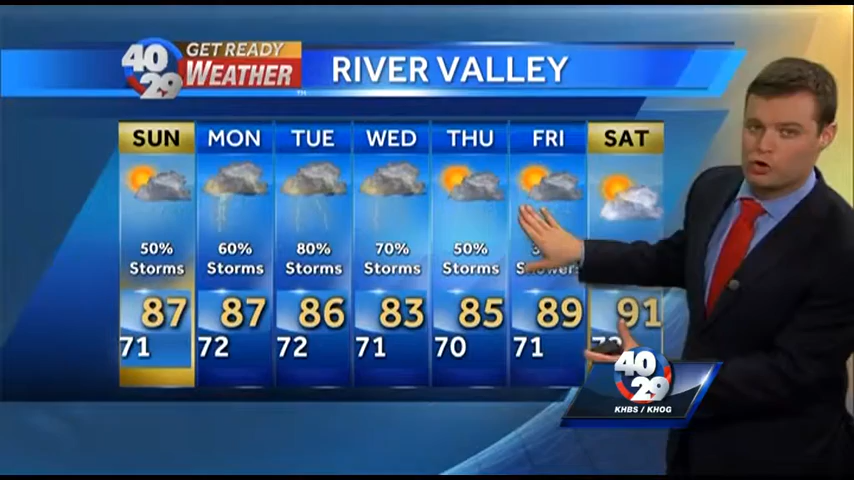 40
29
GET READY
WEATHER
TM
RIVER VALLEY
SUN MON TUE WED THU FRI SAT
50% 60% 80% 70% 50%
Storms Storms Storms Storms Storms
87 87 86 83 85 89 91
71 72 72 71 70 71
40
29
KHBS / KHOG